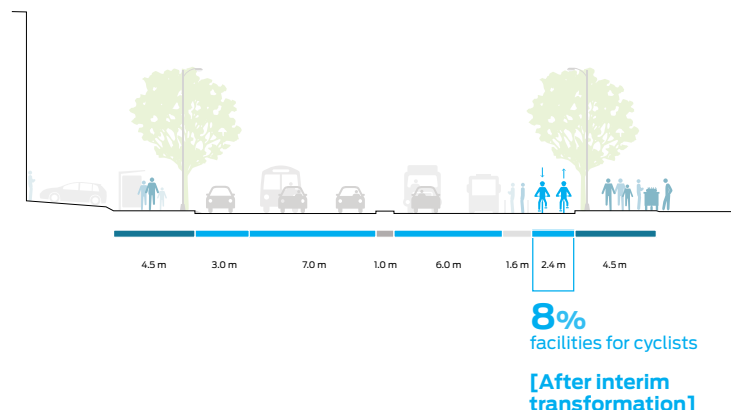 4.5 m 3.0 m 7.0 m 1.0 m 6.0 m 1.6 m 2.4 m 4.5 m
8%
facilities for cyclists
[After interim
transformation]